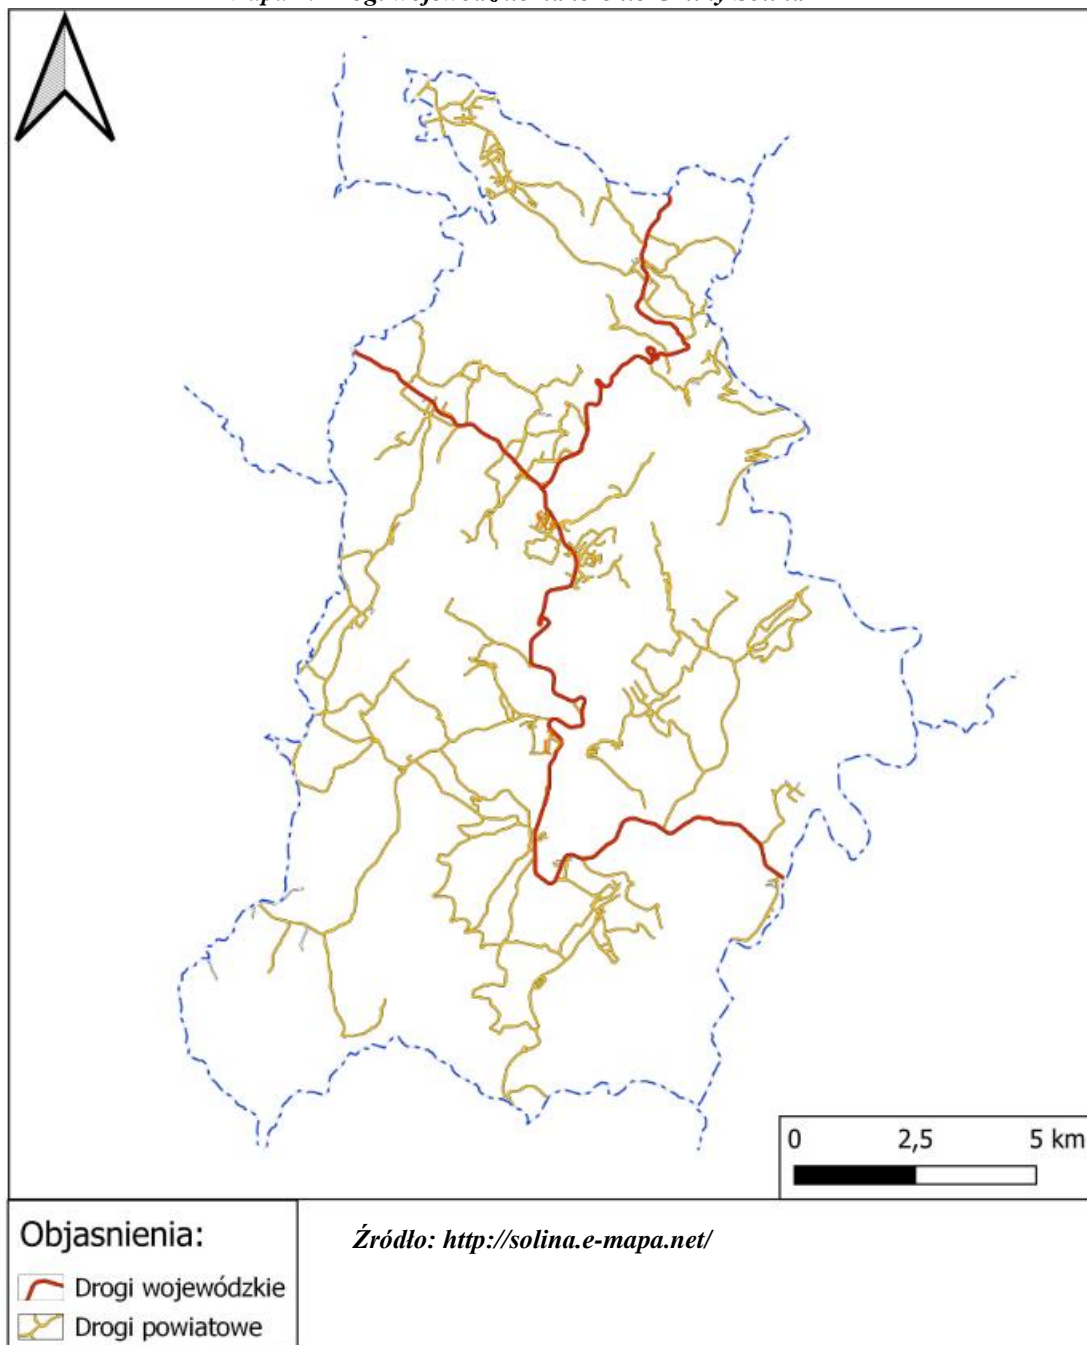 0 2,5 5 km
Objasnienia:
Źródło: http://solina.e-mapa.net/
Drogi wojewódzkie
Drogi powiatowe